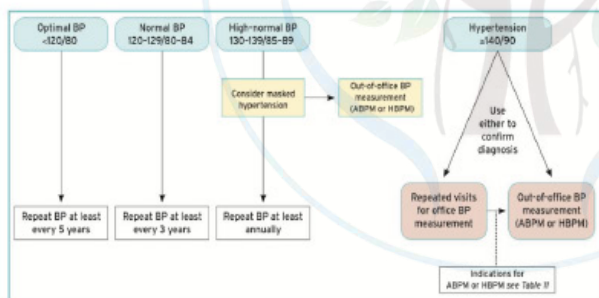 Optimal BP
<120/80
Normal BP
120–129/80–84
High-normal BP
130–139/85–89
Hypertension
≥140/90
Consider masked
hypertension
Out-of-office BP
measurement
(ABPM or HBPM)
Use
either to
confirm
diagnosis
Repeat BP at least
every 5 years
Repeat BP at least
every 3 years
Repeat BP at least
annually
Repeated visits
for office BP
measurement
Out-of-office BP
measurement
(ABPM or HBPM)
Indications for
ABPM or HBPM see Table 11